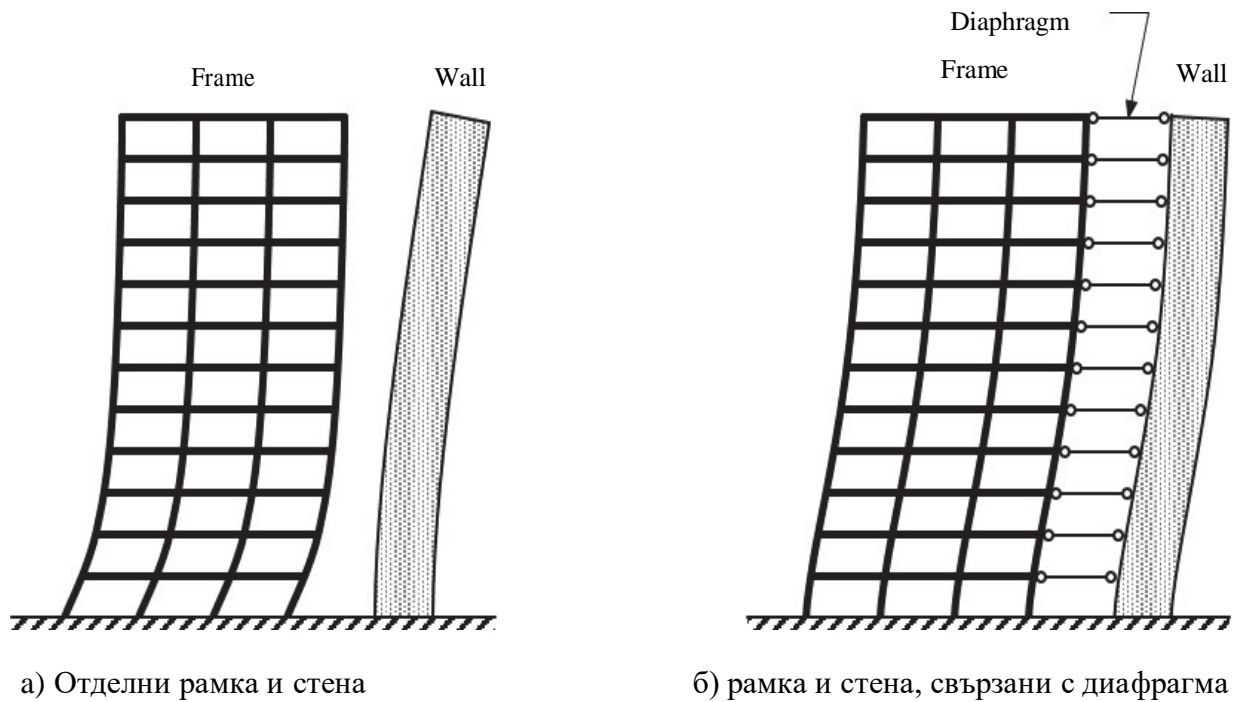 Diaphragm
Frame Wall Frame Wall
а) Отделни рамка и стена б) рамка и стена, свързани с диафрагма